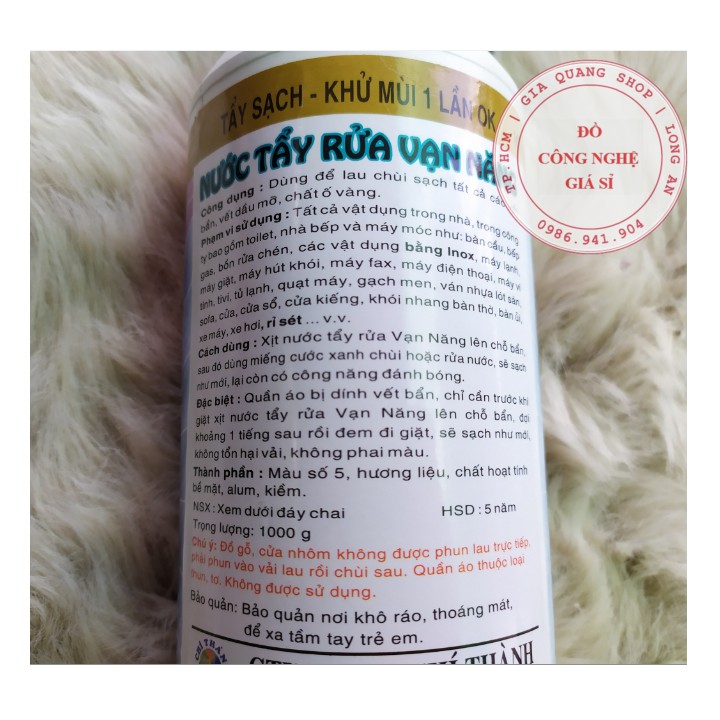 TẨY SẠCH - KHỬ MÙI 1 LẦN OK
NƯỚC TẨY RỬA VẠN
Công dụng : Dùng để lau chùi sạch tất cả các
bẩn, vết dầu mỡ, chất ố vàng.
Phạm vi sử dụng : Tất cả vật dụng trong nhà, trong công
ty bao gồm toilet, nhà bếp và máy móc như: bàn cầu, bếp
gas, bồn rửa chén, các vật dụng bằng Inox, máy lạnh,
máy giặt, máy hút khói, máy fax, máy điện thoại, máy vi
tính, tivi, tủ lạnh, quạt máy, gạch men, ván nhựa lót sàn,
sofa, cửa, cửa sổ, cửa kiếng, khói nhang bàn thờ, bàn ủi,
xe máy, xe hơi, rỉ sét ... v.v.
Cách dùng : Xịt nước tẩy rửa Vạn Năng lên chỗ bẩn,
sau đó dùng miếng cước xanh chùi hoặc rửa nước, sẽ sạch
như mới, lại còn có công năng đánh bóng.
Đặc biệt : Quần áo bị dính vết bẩn, chỉ cần trước khi
giặt xịt nước tẩy rửa Vạn Năng lên chỗ bẩn, đợi
khoảng 1 tiếng sau rồi đem đi giặt, sẽ sạch như mới,
không tổn hại vải, không phai màu.
Thành phần : Màu số 5, hương liệu, chất hoạt tính
bề mặt, alum, kiềm.
NSX : Xem dưới đáy chai HSD : 5 năm
Trọng lượng: 1000 g
Chú ý: Đồ gỗ, cửa nhôm không được phun lau trực tiếp,
phải phun vào vải lau rồi chùi sau. Quần áo thuộc loại
thun, tơ. Không được sử dụng.
Bảo quản: Bảo quản nơi khô ráo, thoáng mát,
để xa tầm tay trẻ em.
CHÍ THÀNH
TP.HCM | GIA QUANG SHOP | LONG AN
ĐỒ
CÔNG NGHỆ
GIÁ SỈ
0986.941.904